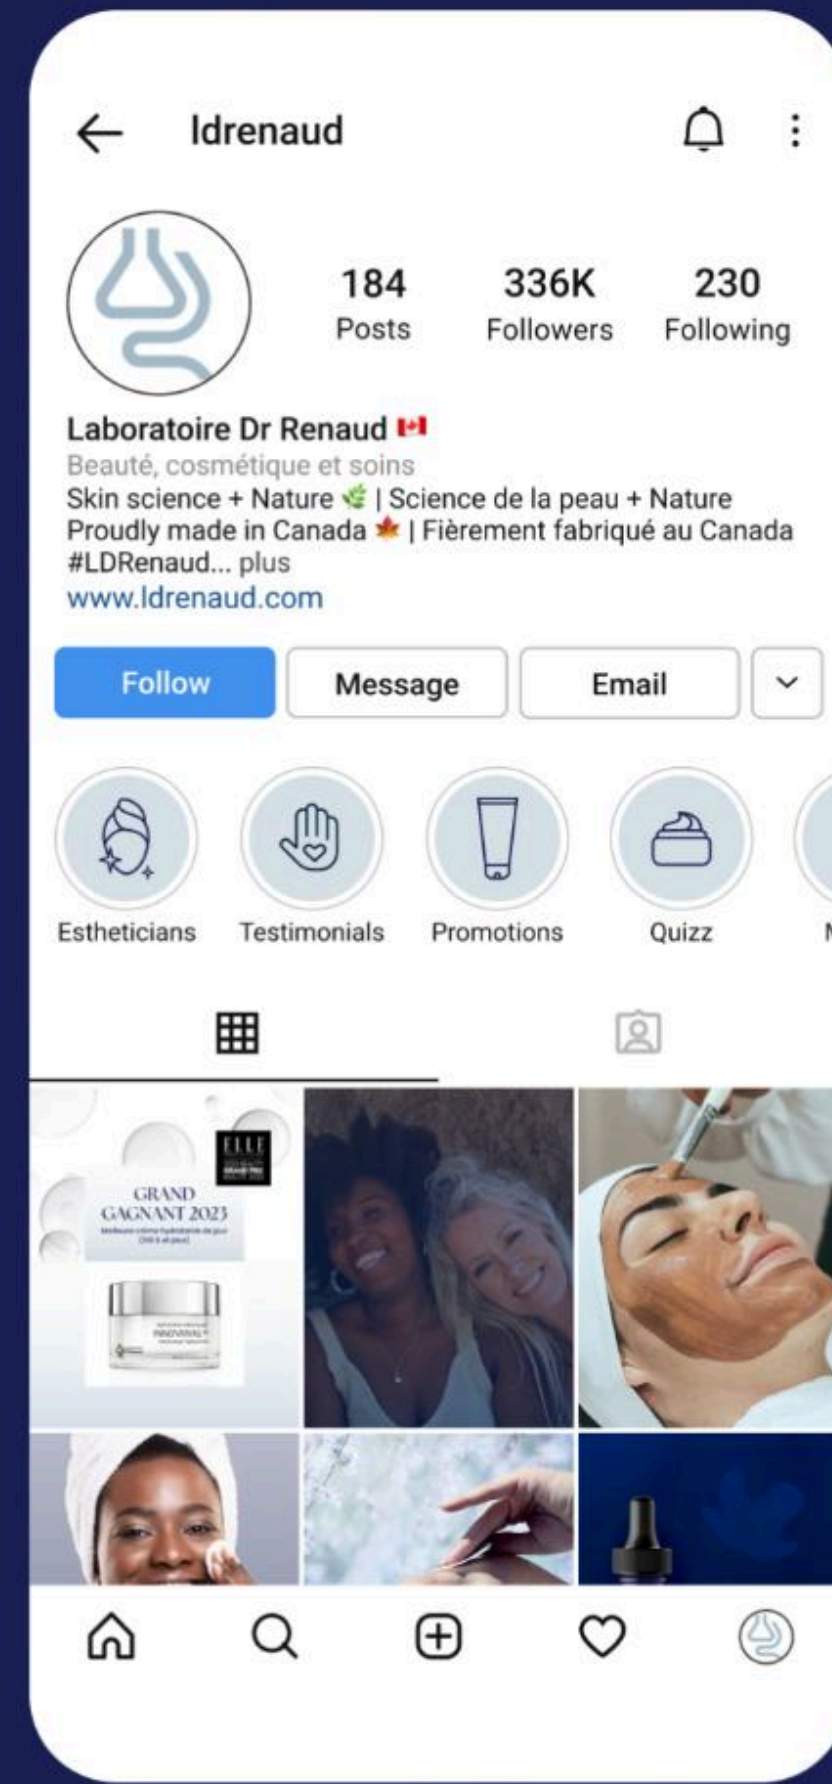 ldrenaud
184 336K 230
Posts Followers Following
Laboratoire Dr Renaud 🇨🇦
Beauté, cosmétique et soins
Skin science + Nature 🌿 | Science de la peau + Nature
Proudly made in Canada 🍁 | Fièrement fabriqué au Canada
#LDRenaud... plus
www.ldrenaud.com
Follow Message Email
Estheticians Testimonials Promotions Quizz
ELLE
GRAND
GAGNANT 2023